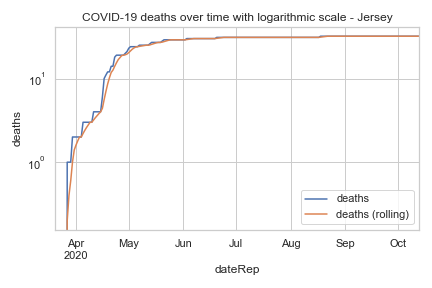 COVID-19 deaths over time with logarithmic scale - Jersey
deaths
10¹
10⁰
deaths
deaths (rolling)
Apr May Jun Jul Aug Sep Oct
2020
dateRep